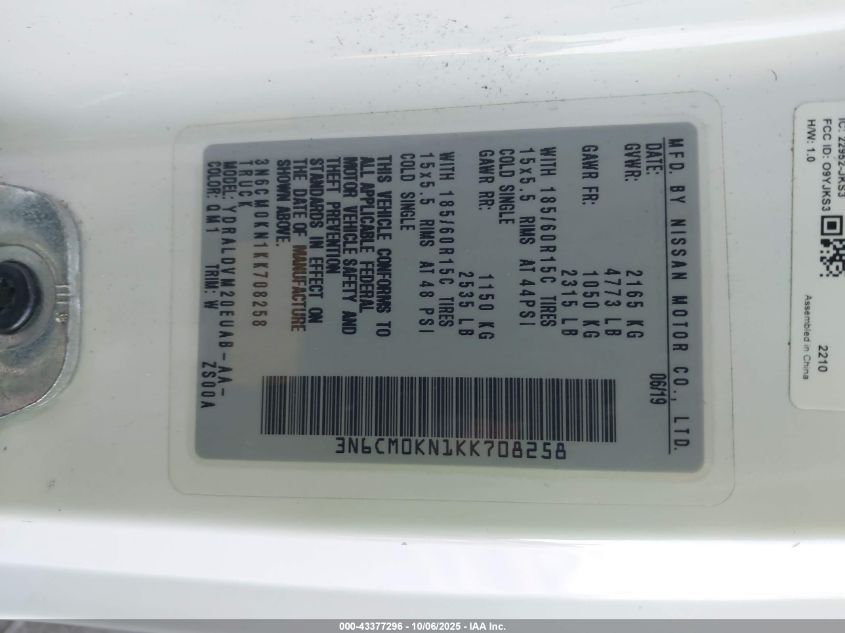 MFD. BY NISSAN MOTOR CO., LTD.
DATE: 06/19
GVWR: 2165 KG
4773 LB
GAWR FR: 1050 KG
2315 LB
WITH 185/60R15C TIRES
15x5.5 RIMS AT 44PSI
COLD SINGLE
GAWR RR: 1150 KG
2535 LB
WITH 185/60R15C TIRES
15x5.5 RIMS AT 48 PSI
COLD SINGLE
THIS VEHICLE CONFORMS TO
ALL APPLICABLE FEDERAL
MOTOR VEHICLE SAFETY AND
THEFT PREVENTION
STANDARDS IN EFFECT ON
THE DATE OF MANUFACTURE
SHOWN ABOVE.
3N6CM0KN1KK708258
TRUCK
MODEL: YDRALDVM20EUAB-AA-
ZS00A
COLOR: QM1 TRIM: W
3N6CM0KN1KK708258
IC: 22952-JKS3
FCC ID: O9YJKS3
H/W: 1.0
2210
Assembled in China
000-43377296 - 10/06/2025 - IAA Inc.